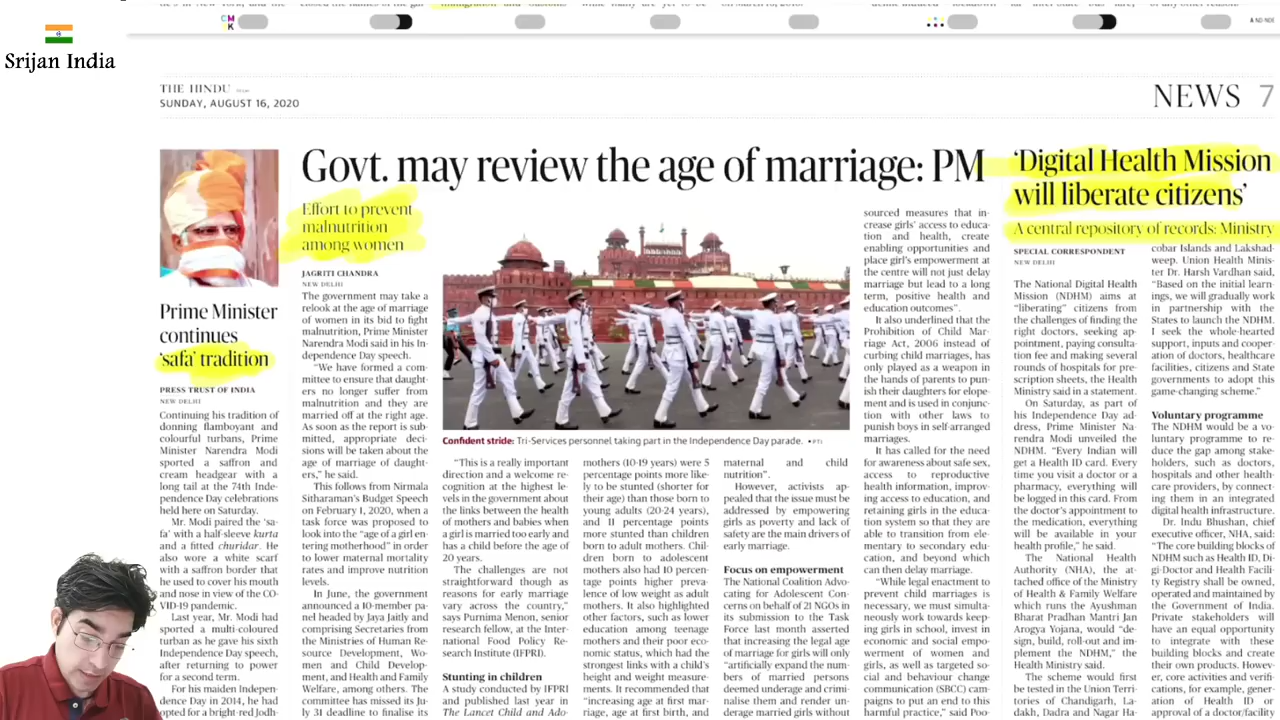 CM
K
A ND-NDE
Srijan India
THE HINDU
SUNDAY, AUGUST 16, 2020
NEWS 7
Prime Minister
continues
‘safa’ tradition
PRESS TRUST OF INDIA
NEW DELHI
Continuing his tradition of
donning flamboyant and
colourful turbans, Prime
Minister Narendra Modi
sported a saffron and
cream headgear with a
long tail at the 74th Inde-
pendence Day celebrations
held here on Saturday.
Mr. Modi paired the ‘sa-
fa’ with a half-sleeve kurta
and a fitted churidar. He
also wore a white scarf
with a saffron border that
he used to cover his mouth
and nose in view of the CO-
VID-19 pandemic.
Last year, Mr. Modi had
sported a multi-coloured
turban as he gave his sixth
Independence Day speech,
after returning to power
for a second term.
For his maiden Indepen-
dence Day in 2014, he had
opted for a bright-red Jodh-
Govt. may review the age of marriage: PM
Effort to prevent
malnutrition
among women
JAGRITI CHANDRA
NEW DELHI
The government may take a
relook at the age of marriage
of women in its bid to fight
malnutrition, Prime Minister
Narendra Modi said in his In-
dependence Day speech.
“We have formed a com-
mittee to ensure that daught-
ers no longer suffer from
malnutrition and they are
married off at the right age.
As soon as the report is sub-
mitted, appropriate deci-
sions will be taken about the
age of marriage of daught-
ers,” he said.
This follows from Nirmala
Sitharaman’s Budget Speech
on February 1, 2020, when a
task force was proposed to
look into the “age of a girl en-
tering motherhood” in order
to lower maternal mortality
rates and improve nutrition
levels.
In June, the government
announced a 10-member pa-
nel headed by Jaya Jaitly and
comprising Secretaries from
the Ministries of Human Re-
source Development, Wo-
men and Child Develop-
ment, and Health and Family
Welfare, among others. The
committee has missed its Ju-
ly 31 deadline to finalise its
Confident stride: Tri-Services personnel taking part in the Independence Day parade. •PTI
“This is a really important
direction and a welcome re-
cognition at the highest le-
vels in the government about
the links between the health
of mothers and babies when
a girl is married too early and
has a child before the age of
20 years.
The challenges are not
straightforward though as
reasons for early marriage
vary across the country,”
says Purnima Menon, senior
research fellow, at the Inter-
national Food Policy Re-
search Institute (IFPRI).
Stunting in children
A study conducted by IFPRI
and published last year in
The Lancet Child and Ado-
mothers (10-19 years) were 5
percentage points more like-
ly to be stunted (shorter for
their age) than those born to
young adults (20-24 years),
and 11 percentage points
more stunted than children
born to adult mothers. Chil-
dren born to adolescent
mothers also had 10 percen-
tage points higher preva-
lence of low weight as adult
mothers. It also highlighted
other factors, such as lower
education among teenage
mothers and their poor eco-
nomic status, which had the
strongest links with a child’s
height and weight measure-
ments. It recommended that
“increasing age at first mar-
riage, age at first birth, and
maternal and child
nutrition”.
However, activists ap-
pealed that the issue must be
addressed by empowering
girls as poverty and lack of
safety are the main drivers of
early marriage.
Focus on empowerment
The National Coalition Advo-
cating for Adolescent Con-
cerns on behalf of 21 NGOs in
its submission to the Task
Force last month asserted
that increasing the legal age
of marriage for girls will only
“artificially expand the num-
bers of married persons
deemed underage and crimi-
nalise them and render un-
derage married girls without
sourced measures that in-
crease girls’ access to educa-
tion and health, create
enabling opportunities and
place girl’s empowerment at
the centre will not just delay
marriage but lead to a long
term, positive health and
education outcomes”.
It also underlined that the
Prohibition of Child Mar-
riage Act, 2006 instead of
curbing child marriages, has
only played as a weapon in
the hands of parents to pun-
ish their daughters for elope-
ment and is used in conjunc-
tion with other laws to
punish boys in self-arranged
marriages.
It has called for the need
for awareness about safe sex,
access to reproductive
health information, improv-
ing access to education, and
retaining girls in the educa-
tion system so that they are
able to transition from ele-
mentary to secondary edu-
cation, and beyond which
can then delay marriage.
“While legal enactment to
prevent child marriages is
necessary, we must simulta-
neously work towards keep-
ing girls in school, invest in
economic and social empo-
werment of women and
girls, as well as targeted so-
cial and behaviour change
communication (SBCC) cam-
paigns to put an end to this
harmful practice,” said Poo-
‘Digital Health Mission
will liberate citizens’
A central repository of records: Ministry
SPECIAL CORRESPONDENT
NEW DELHI
The National Digital Health
Mission (NDHM) aims at
“liberating” citizens from
the challenges of finding the
right doctors, seeking ap-
pointment, paying consulta-
tion fee and making several
rounds of hospitals for pre-
scription sheets, the Health
Ministry said in a statement.
On Saturday, as part of
his Independence Day ad-
dress, Prime Minister Na-
rendra Modi unveiled the
NDHM. “Every Indian will
get a Health ID card. Every
time you visit a doctor or a
pharmacy, everything will
be logged in this card. From
the doctor’s appointment to
the medication, everything
will be available in your
health profile,” he said.
The National Health
Authority (NHA), the at-
tached office of the Ministry
of Health & Family Welfare
which runs the Ayushman
Bharat Pradhan Mantri Jan
Arogya Yojana, would “de-
sign, build, roll-out and im-
plement the NDHM,” the
Health Ministry said.
The scheme would first
be tested in the Union Terri-
tories of Chandigarh, La-
dakh, Dadra and Nagar Ha-
cobar Islands and Lakshad-
weep. Union Health Minis-
ter Dr. Harsh Vardhan said,
“Based on the initial learn-
ings, we will gradually work
in partnership with the
States to launch the NDHM.
I seek the whole-hearted
support, inputs and cooper-
ation of doctors, healthcare
facilities, citizens and State
governments to adopt this
game-changing scheme.”
Voluntary programme
The NDHM would be a vo-
luntary programme to re-
duce the gap among stake-
holders, such as doctors,
hospitals and other health-
care providers, by connect-
ing them in an integrated
digital health infrastructure.
Dr. Indu Bhushan, chief
executive officer, NHA, said:
“The core building blocks of
NDHM such as Health ID, Di-
gi-Doctor and Health Facili-
ty Registry shall be owned,
operated and maintained by
the Government of India.
Private stakeholders will
have an equal opportunity
to integrate with these
building blocks and create
their own products. Howev-
er, core activities and verifi-
cations, for example, gener-
ation of Health ID or
approval of a doctor/facility